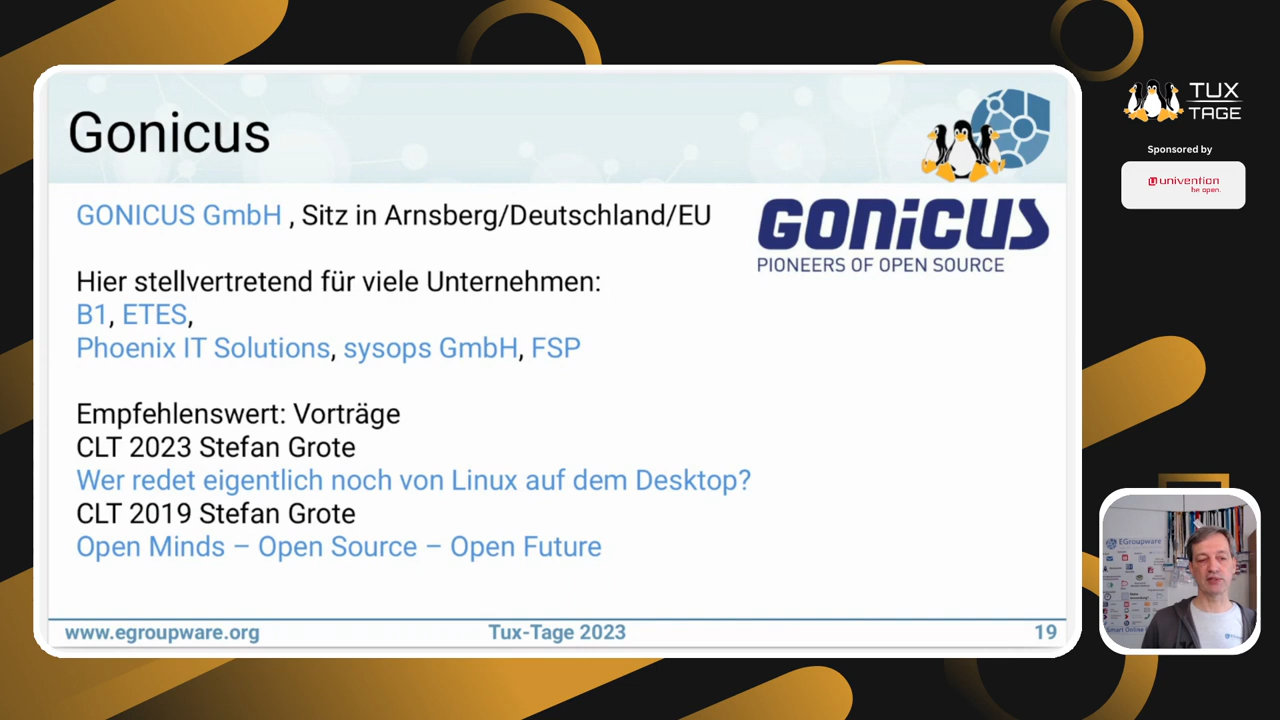 Gonicus
GONICUS GmbH , Sitz in Arnsberg/Deutschland/EU
GONiCUS
PIONEERS OF OPEN SOURCE
Hier stellvertretend für viele Unternehmen:
B1, ETES,
Phoenix IT Solutions, sysops GmbH, FSP
Empfehlenswert: Vorträge
CLT 2023 Stefan Grote
Wer redet eigentlich noch von Linux auf dem Desktop?
CLT 2019 Stefan Grote
Open Minds – Open Source – Open Future
www.egroupware.org
Tux-Tage 2023
19
TUX
TAGE
Sponsored by
univention
be open.
EGroupware
Smart Online